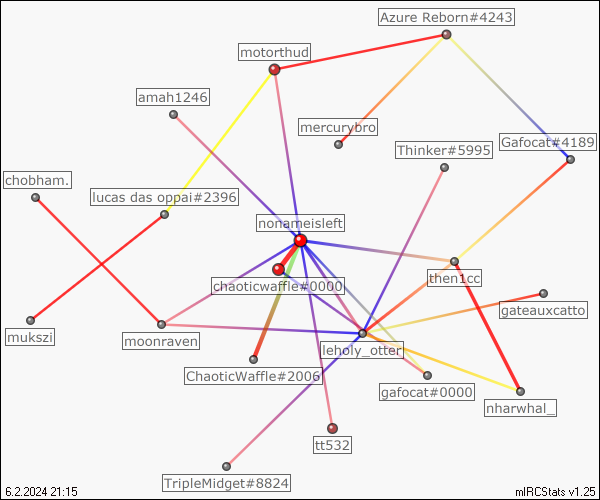 Azure Reborn#4243
motorthud
amah1246
mercurybro
Gafocat#4189
Thinker#5995
chobham.
lucas das oppai#2396
nonameisleft
then1cc
chaoticwaffle#0000
gateauxcatto
mukszi
moonraven
leholy_otter
ChaoticWaffle#2006
gafocat#0000
nharwhal_
tt532
TripleMidget#8824
6.2.2024 21:15
mIRCStats v1.25